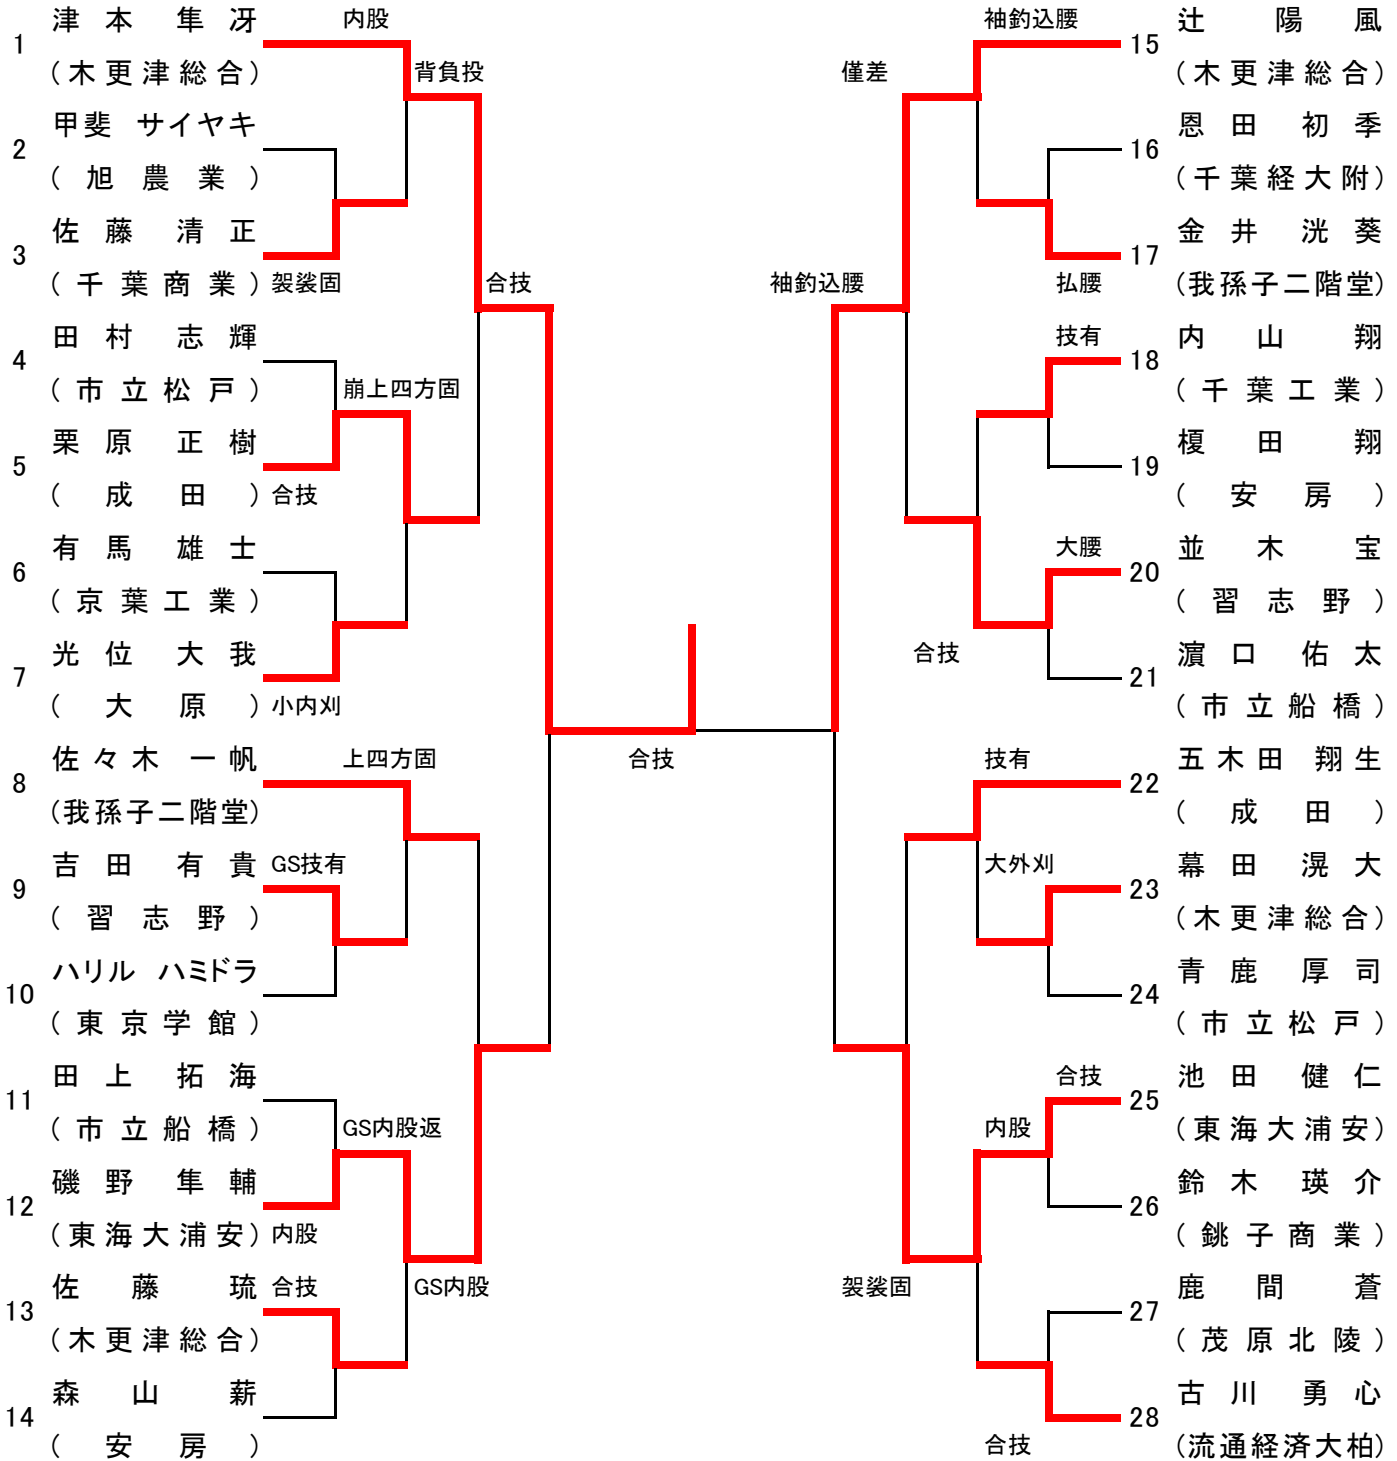 1 津本 隼冴
(木更津総合)
内股
背負投
2 甲斐 サイヤキ
(旭農業)
3 佐藤 清正
(千葉商業)
袈裟固
合技
4 田村 志輝
(市立松戸)
崩上四方固
5 栗原 正樹
(成田)
合技
6 有馬 雄士
(京葉工業)
7 光位 大我
(大原)
小内刈
8 佐々木 一帆
(我孫子二階堂)
上四方固
9 吉田 有貴
(習志野)
GS技有
10 ハリル ハミドラ
(東京学館)
11 田上 拓海
(市立船橋)
GS内股返
12 磯野 隼輔
(東海大浦安)
内股
13 佐藤 琉
(木更津総合)
合技
GS内股
14 森山 薪
(安房)
合技
袖釣込腰
15 辻 陽風
(木更津総合)
僅差
16 恩田 初季
(千葉経大附)
17 金井 洸葵
(我孫子二階堂)
払腰
袖釣込腰
技有
18 内山 翔
(千葉工業)
19 榎田 翔
(安房)
大腰
20 並木 宝
(習志野)
合技
21 濵口 佑太
(市立船橋)
技有
22 五木田 翔生
(成田)
大外刈
23 幕田 滉大
(木更津総合)
24 青鹿 厚司
(市立松戸)
合技
25 池田 健仁
(東海大浦安)
内股
26 鈴木 瑛介
(銚子商業)
袈裟固
27 鹿間 蒼
(茂原北陵)
28 古川 勇心
(流通経済大柏)
合技